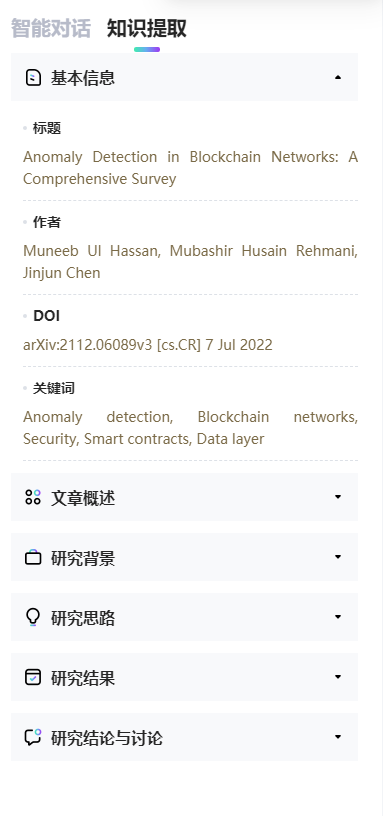 智能对话 知识提取
基本信息
标题
Anomaly Detection in Blockchain Networks: A
Comprehensive Survey
作者
Muneeb Ul Hassan, Mubashir Husain Rehmani,
Jinjun Chen
DOI
arXiv:2112.06089v3 [cs.CR] 7 Jul 2022
关键词
Anomaly detection, Blockchain networks,
Security, Smart contracts, Data layer
文章概述
研究背景
研究思路
研究结果
研究结论与讨论